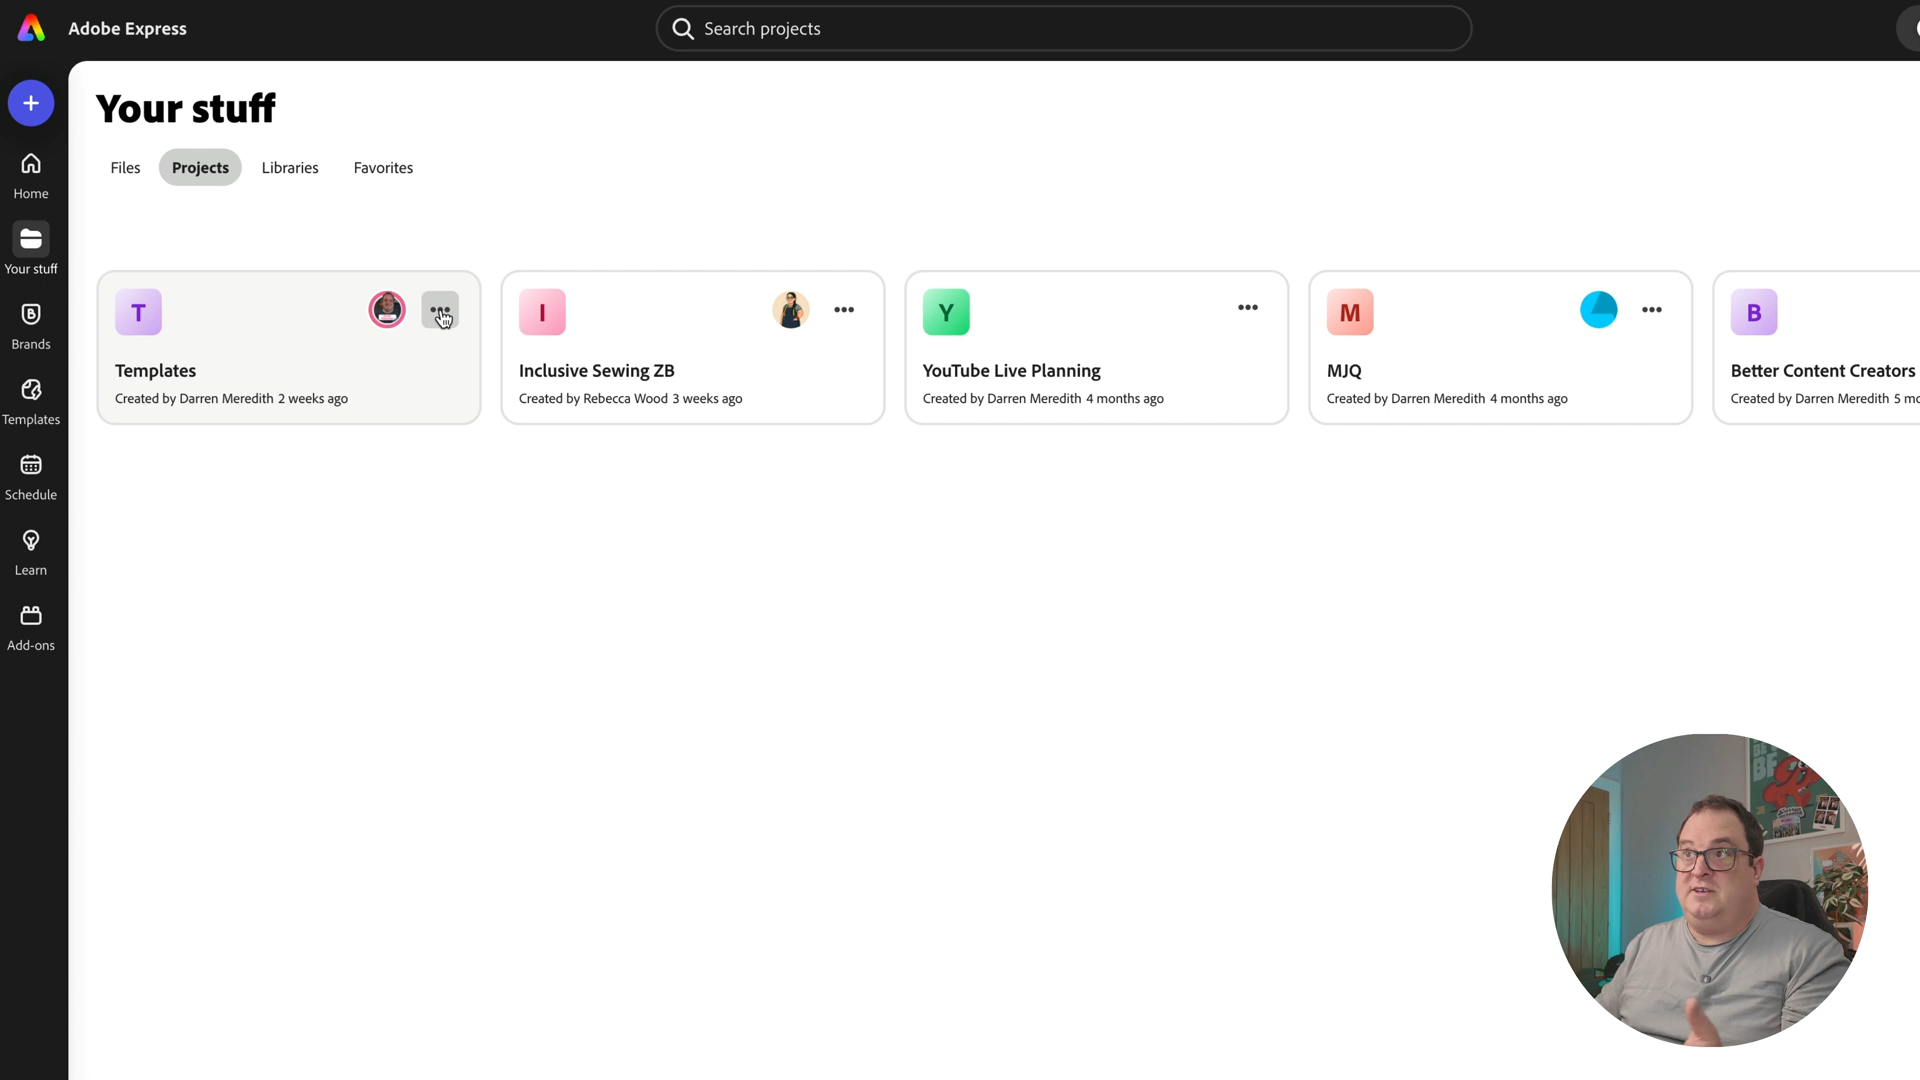 Adobe Express
Search projects
Your stuff
Files
Projects
Libraries
Favorites
Home
Your stuff
Brands
Templates
Schedule
Learn
Add-ons
T
Templates
Created by Darren Meredith 2 weeks ago
I
Inclusive Sewing ZB
Created by Rebecca Wood 3 weeks ago
Y
YouTube Live Planning
Created by Darren Meredith 4 months ago
M
MJQ
Created by Darren Meredith 4 months ago
B
Better Content Creators
Created by Darren Meredith 5 mo